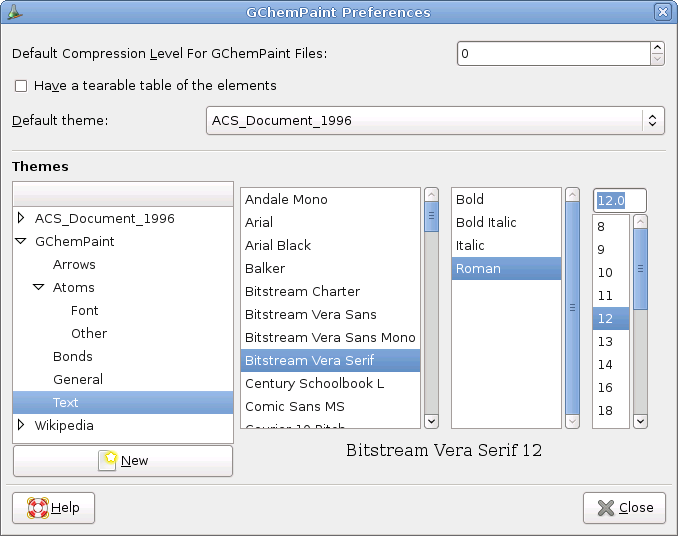 GChemPaint Preferences
Default Compression Level For GChemPaint Files:
0
Have a tearable table of the elements
Default theme:
ACS_Document_1996
Themes
ACS_Document_1996
GChemPaint
Arrows
Atoms
Font
Other
Bonds
General
Text
Wikipedia
New
Andale Mono
Arial
Arial Black
Balker
Bitstream Charter
Bitstream Vera Sans
Bitstream Vera Sans Mono
Bitstream Vera Serif
Century Schoolbook L
Comic Sans MS
Courier 10 Pitch
Bold
Bold Italic
Italic
Roman
12.0
8
9
10
11
12
13
14
16
18
Bitstream Vera Serif 12
Help
Close